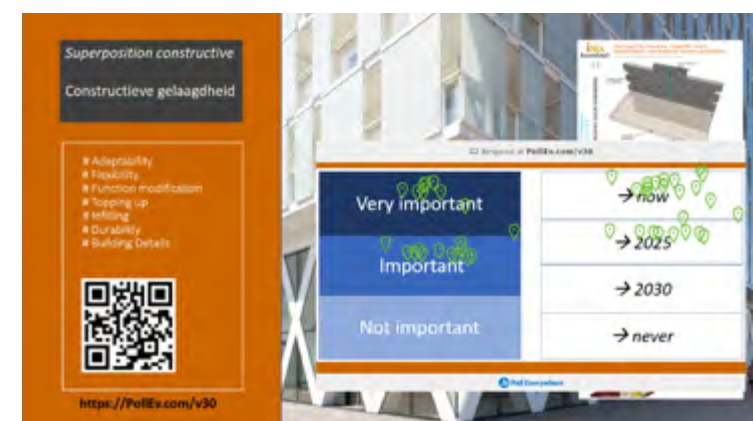 Superposition constructive
Constructieve gelaagdheid
# Adaptability
# Flexibility
# Function modification
# Topping up
# Infilling
# Durability
# Building Details
https://PollEv.com/v30
Respond at PollEv.com/v30
Very important
→ now
Important
→ 2025
→ 2030
Not important
→ never
Poll Everywhere